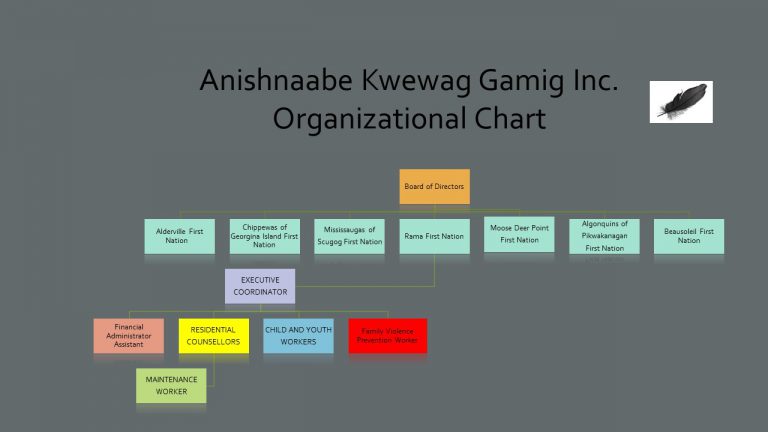 Anishnaabe Kwewag Gamig Inc.
Organizational Chart
Board of Directors
Alderville First
Nation
Chippewas of
Georgina Island First
Nation
Mississaugas of
Scugog First Nation
Rama First Nation
Moose Deer Point
First Nation
Algonquins of
Pikwakanagan
First Nation
Beausoleil First
Nation
EXECUTIVE
COORDINATOR
Financial
Administrator
Assistant
RESIDENTIAL
COUNSELLORS
CHILD AND YOUTH
WORKERS
Family Violence
Prevention Worker
MAINTENANCE
WORKER